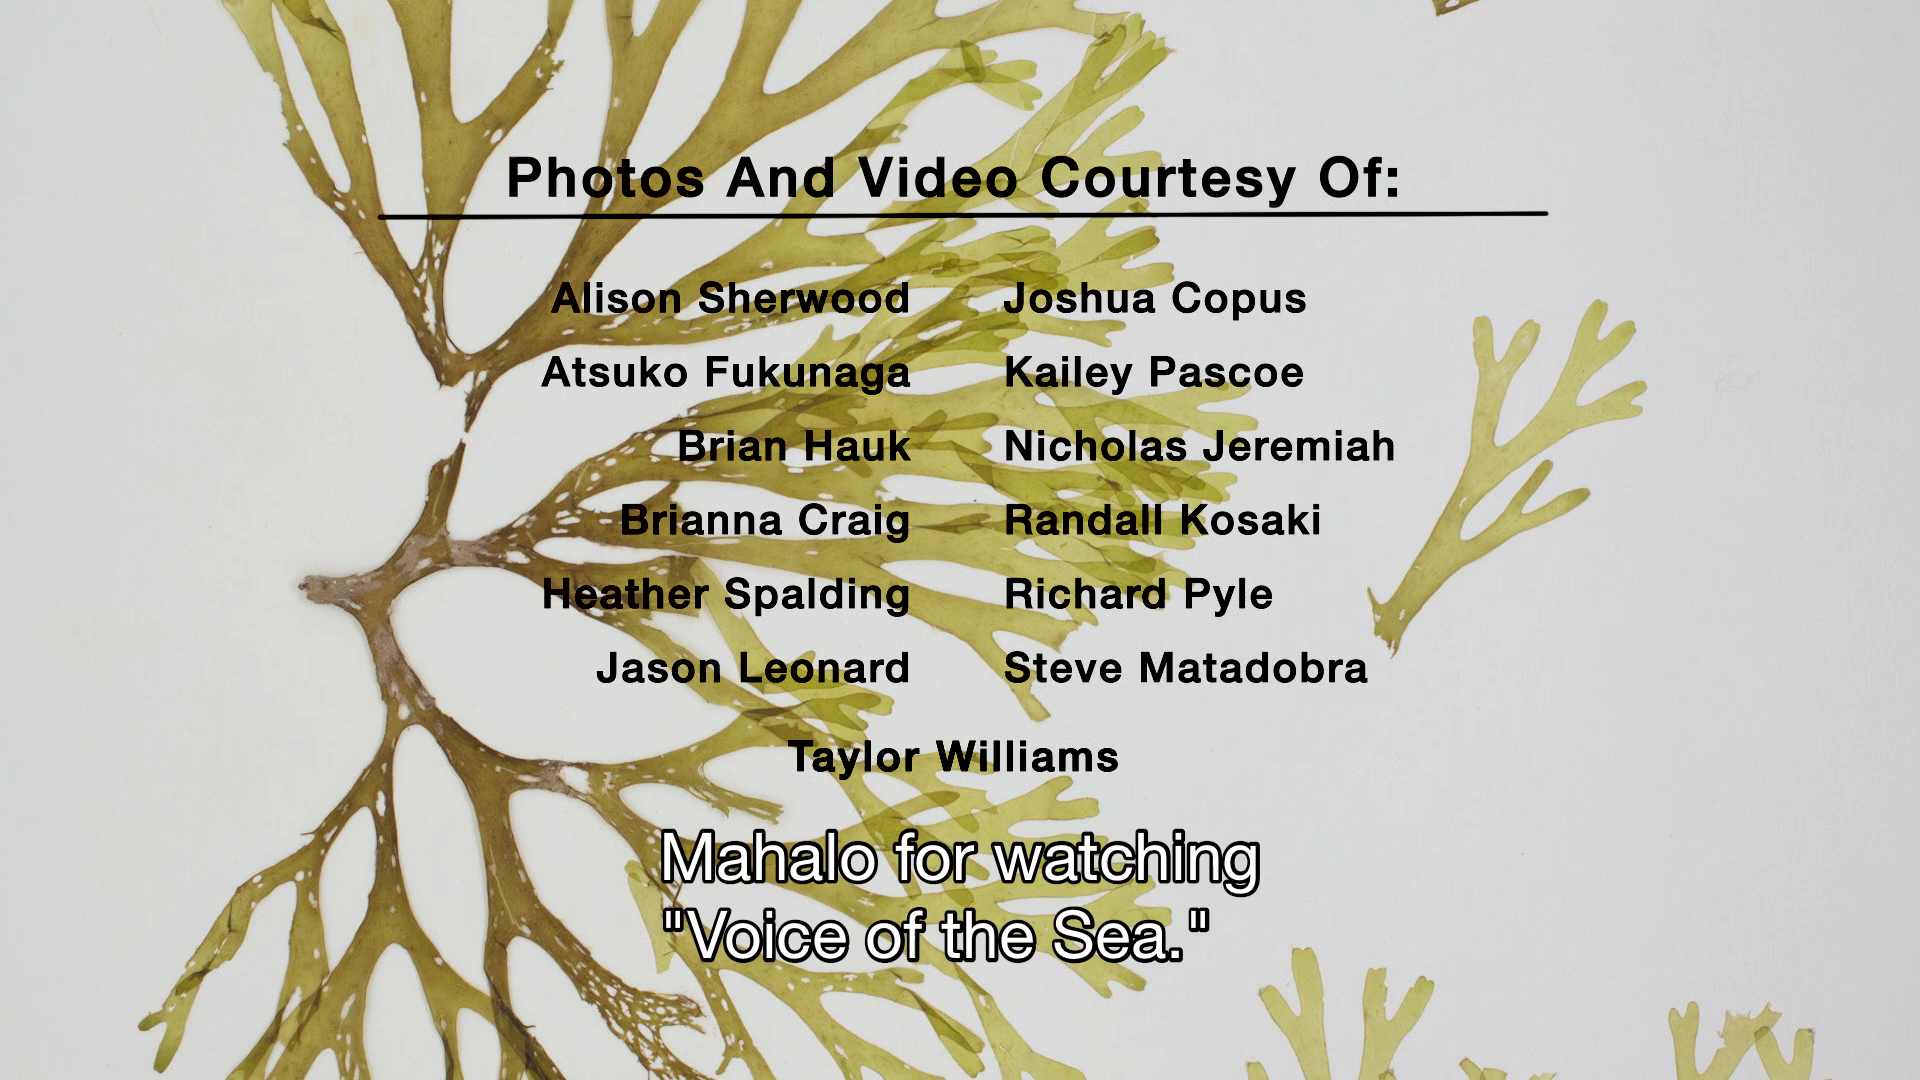 Photos And Video Courtesy Of:
Alison Sherwood
Atsuko Fukunaga
Brian Hauk
Brianna Craig
Heather Spalding
Jason Leonard
Joshua Copus
Kailey Pascoe
Nicholas Jeremiah
Randall Kosaki
Richard Pyle
Steve Matadobra
Taylor Williams
Mahalo for watching
"Voice of the Sea."